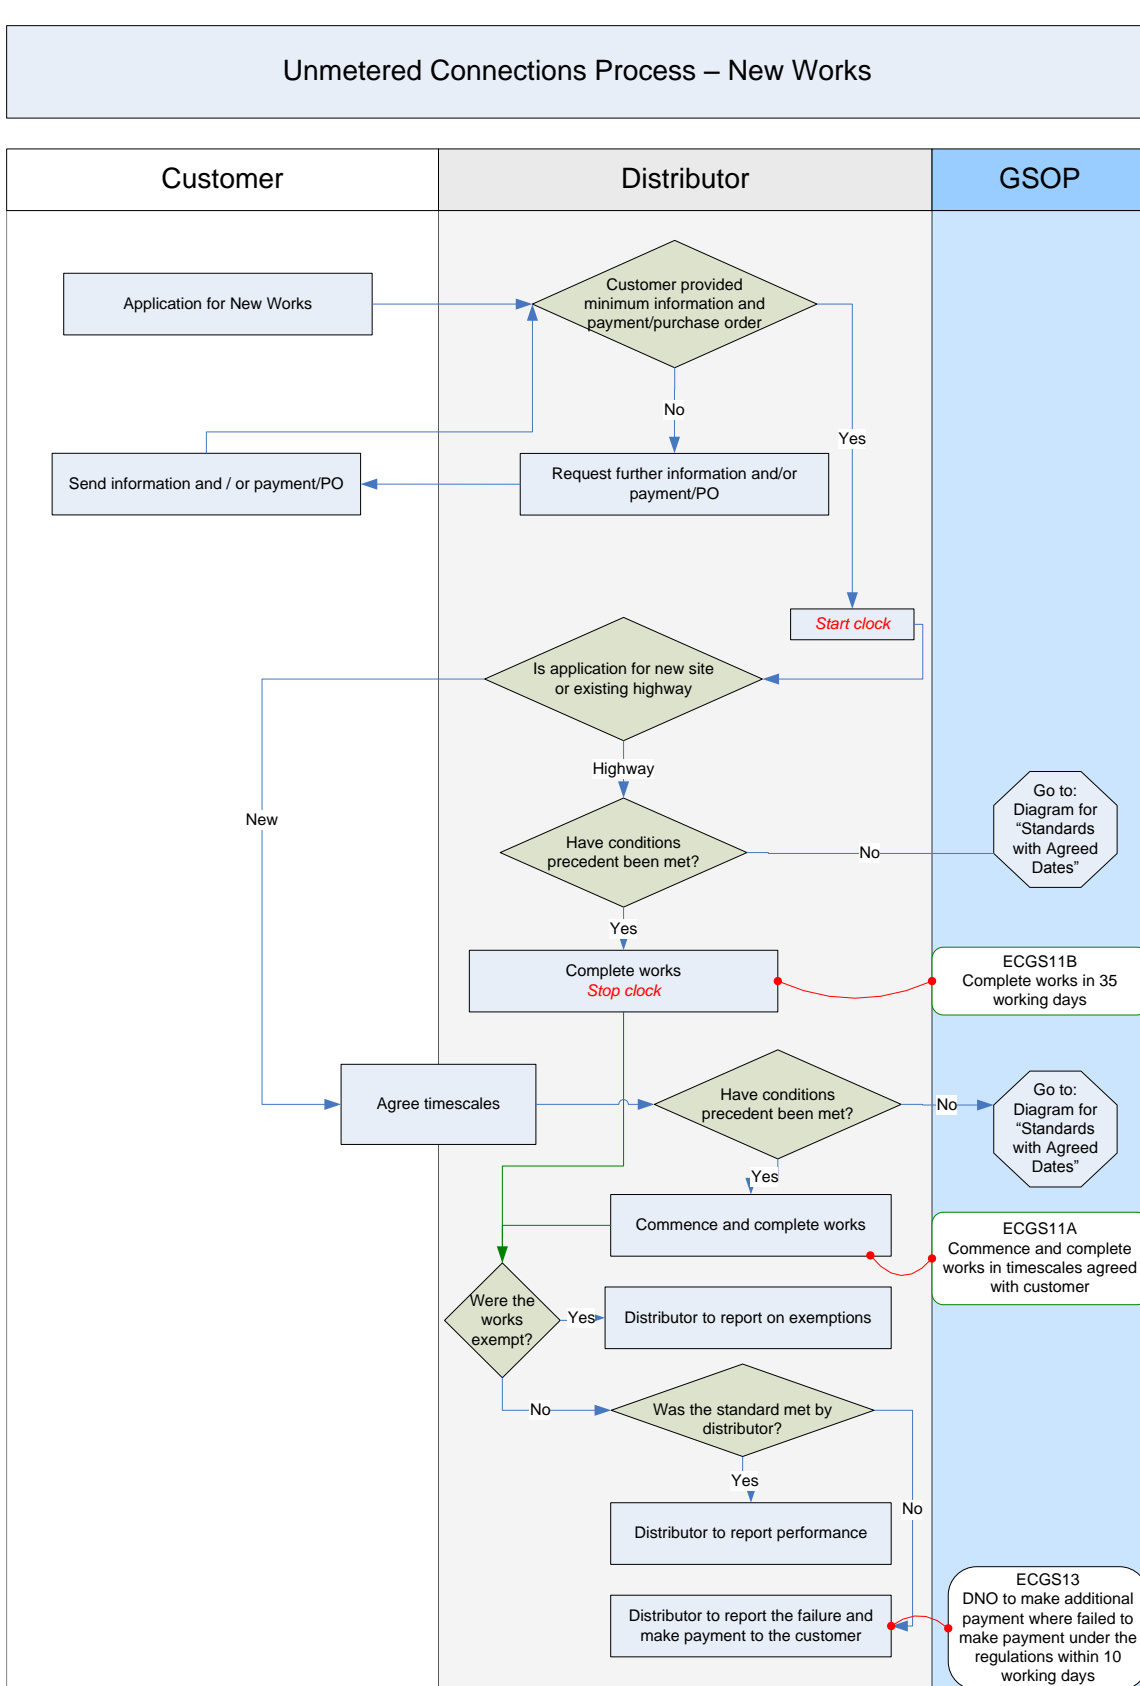 Unmetered Connections Process – New Works
Customer
Distributor
GSOP
Application for New Works
Customer provided
minimum information and
payment/purchase order
No
Yes
Send information and / or payment/PO
Request further information and/or
payment/PO
Start clock
Is application for new site
or existing highway
Highway
New
Have conditions
precedent been met?
No
Go to:
Diagram for
“Standards
with Agreed
Dates”
Yes
Complete works
Stop clock
ECGS11B
Complete works in 35
working days
Agree timescales
Have conditions
precedent been met?
No
Go to:
Diagram for
“Standards
with Agreed
Dates”
Yes
Commence and complete works
ECGS11A
Commence and complete
works in timescales agreed
with customer
Were the
works
exempt?
Yes
Distributor to report on exemptions
No
Was the standard met by
distributor?
Yes
No
Distributor to report performance
Distributor to report the failure and
make payment to the customer
ECGS13
DNO to make additional
payment where failed to
make payment under the
regulations within 10
working days